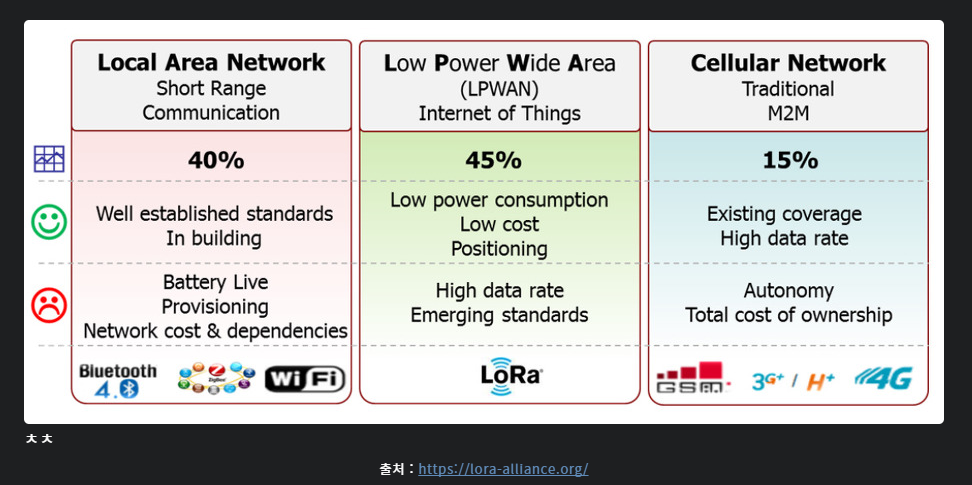 Local Area Network
Short Range
Communication
Low Power Wide Area
(LPWAN)
Internet of Things
Cellular Network
Traditional
M2M
40%
45%
15%
Well established standards
In building
Low power consumption
Low cost
Positioning
Existing coverage
High data rate
Battery Live
Provisioning
Network cost & dependencies
High data rate
Emerging standards
Autonomy
Total cost of ownership
Bluetooth
4.0
ZigBee
Wi Fi
LoRa
GSM
3G+ / H+
4G
ㅊㅊ
출처 : https://lora-alliance.org/